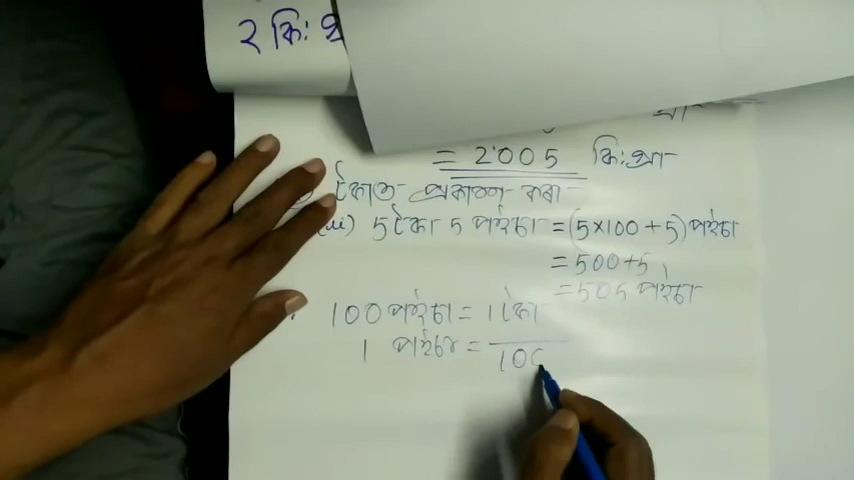 ২ কি:
= 2.005 কি:গ্ৰা
টকাত প্ৰকাশ কৰা
(iii) 5 টকা 5 পইচা = (5×100+5) পইচা
= 500+5
= 505 পইচা
100 পইচা = 1 টকা
1 পইচা = 100